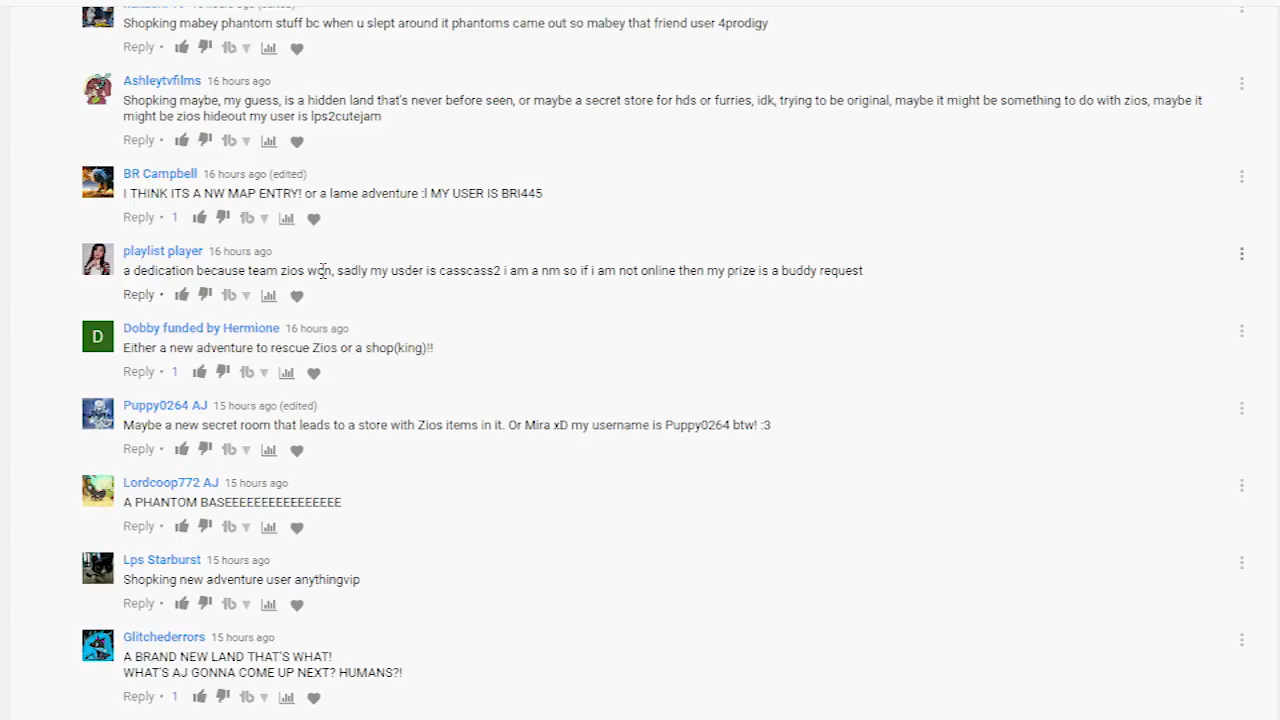 Shopking mabey phantom stuff bc when u slept around it phantoms came out so mabey that friend user 4prodigy
Reply •
Ashleytvfilms 16 hours ago
Shopking maybe, my guess, is a hidden land that's never before seen, or maybe a secret store for hds or furries, idk, trying to be original, maybe it might be something to do with zios, maybe it
might be zios hideout my user is lps2cutejam
Reply •
BR Campbell 16 hours ago (edited)
I THINK ITS A NW MAP ENTRY! or a lame adventure :l MY USER IS BRI445
Reply • 1
playlist player 16 hours ago
a dedication because team zios won, sadly my usder is casscass2 i am a nm so if i am not online then my prize is a buddy request
Reply •
D
Dobby funded by Hermione 16 hours ago
Either a new adventure to rescue Zios or a shop(king)!!
Reply • 1
Puppy0264 AJ 15 hours ago (edited)
Maybe a new secret room that leads to a store with Zios items in it. Or Mira xD my username is Puppy0264 btw! :3
Reply •
Lordcoop772 AJ 15 hours ago
A PHANTOM BASEEEEEEEEEEEEEEEE
Reply •
Lps Starburst 15 hours ago
Shopking new adventure user anythingvip
Reply •
Glitchederrors 15 hours ago
A BRAND NEW LAND THAT'S WHAT!
WHAT'S AJ GONNA COME UP NEXT? HUMANS?!
Reply • 1